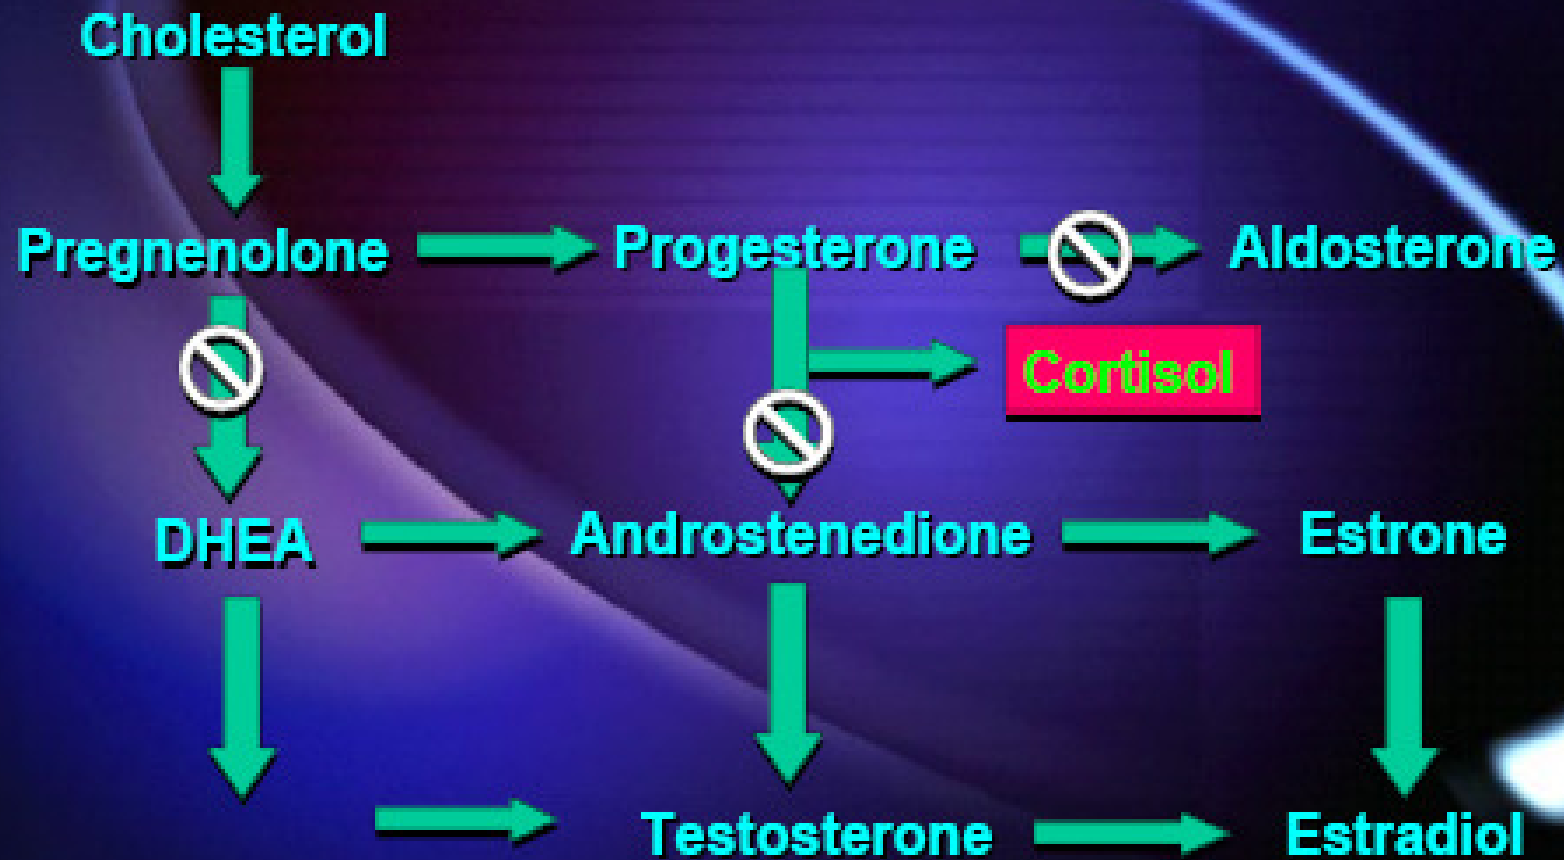 Cholesterol
Pregnenolone Progesterone Aldosterone
Cortisol
DHEA Androstenedione Estrone
Testosterone Estradiol